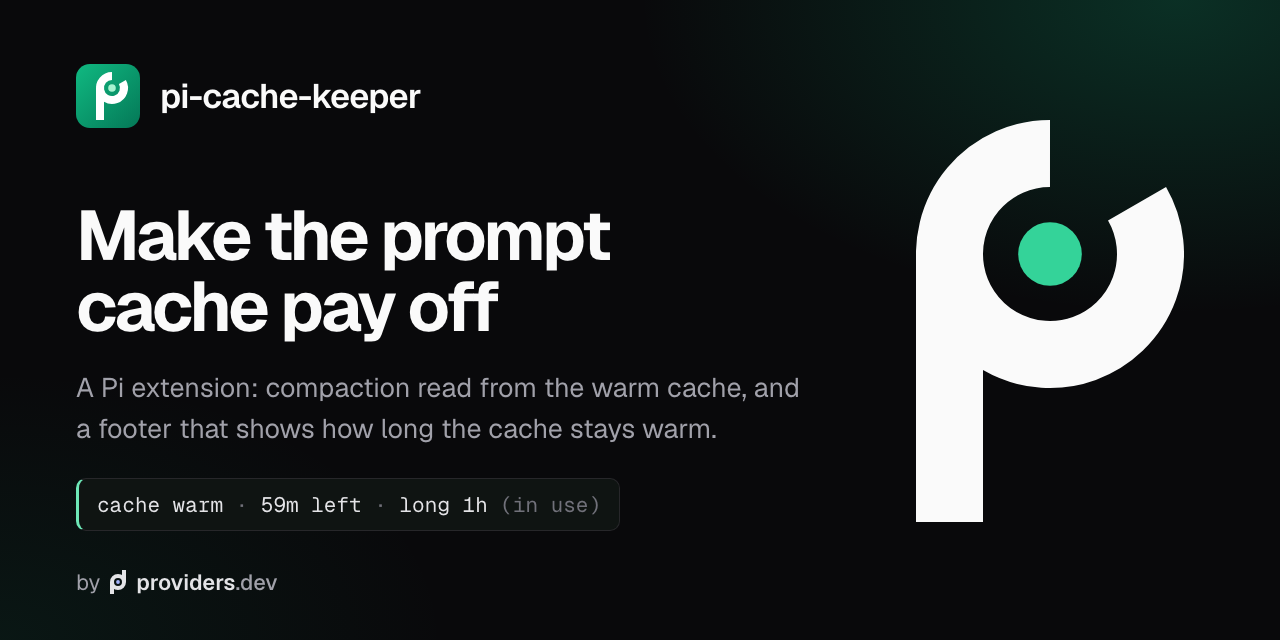 pi-cache-keeper
Make the prompt
cache pay off
A Pi extension: compaction read from the warm cache, and
a footer that shows how long the cache stays warm.
cache warm · 59m left · long 1h (in use)
by providers.dev